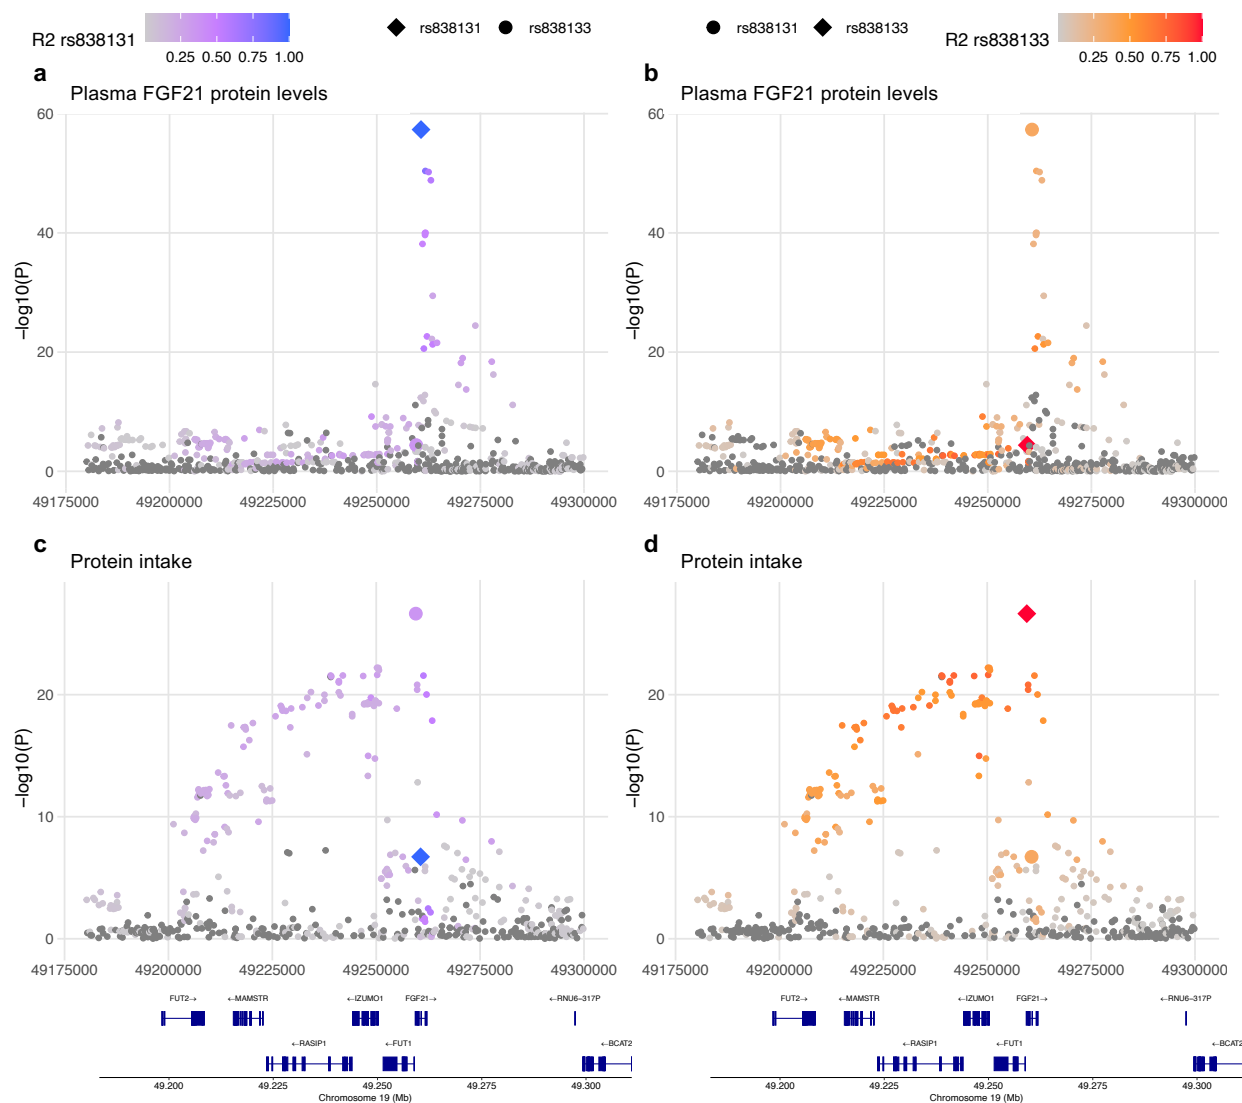 R2 rs838131
0.25 0.50 0.75 1.00
rs838131 rs838133
rs838131 rs838133
R2 rs838133
0.25 0.50 0.75 1.00
a
Plasma FGF21 protein levels
−log10(P)
60
40
20
0
49175000 49200000 49225000 49250000 49275000 49300000
b
Plasma FGF21 protein levels
−log10(P)
60
40
20
0
49175000 49200000 49225000 49250000 49275000 49300000
c
Protein intake
−log10(P)
20
10
0
49175000 49200000 49225000 49250000 49275000 49300000
d
Protein intake
−log10(P)
20
10
0
49175000 49200000 49225000 49250000 49275000 49300000
FUT2→ ←MAMSTR ←IZUMO1 FGF21→ ←RNU6−317P
←RASIP1 ←FUT1 ←BCAT2
49.200 49.225 49.250 49.275 49.300
Chromosome 19 (Mb)
FUT2→ ←MAMSTR ←IZUMO1 FGF21→ ←RNU6−317P
←RASIP1 ←FUT1 ←BCAT2
49.200 49.225 49.250 49.275 49.300
Chromosome 19 (Mb)